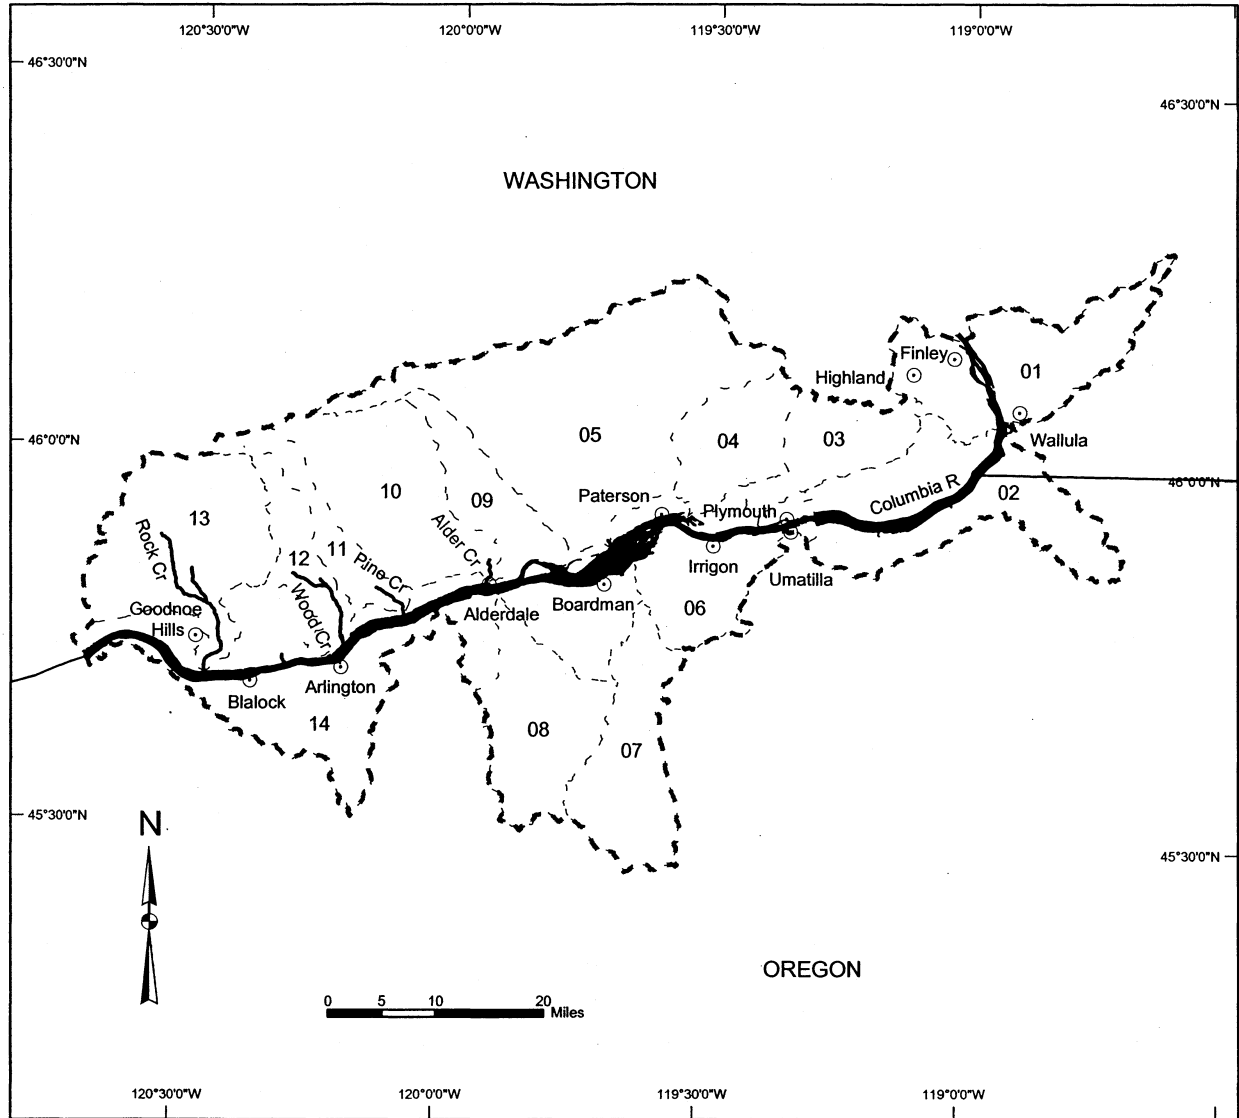 120°30'0"W
120°0'0"W
119°30'0"W
119°0'0"W
46°30'0"N
46°30'0"N
WASHINGTON
Finley
01
Highland
05
04
03
46°0'0"N
Wallula
46°0'0"N
10
09
Paterson
Plymouth
Columbia R
02
13
Rock Cr
Alder Cr
12
11
Pine Cr
Irrigon
Umatilla
Wood Cr
Goodnoe
Hills
Alderdale
Boardman
06
Arlington
Blalock
14
08
07
45°30'0"N
N
45°30'0"N
OREGON
0
5
10
20
Miles
120°30'0"W
120°0'0"W
119°30'0"W
119°0'0"W